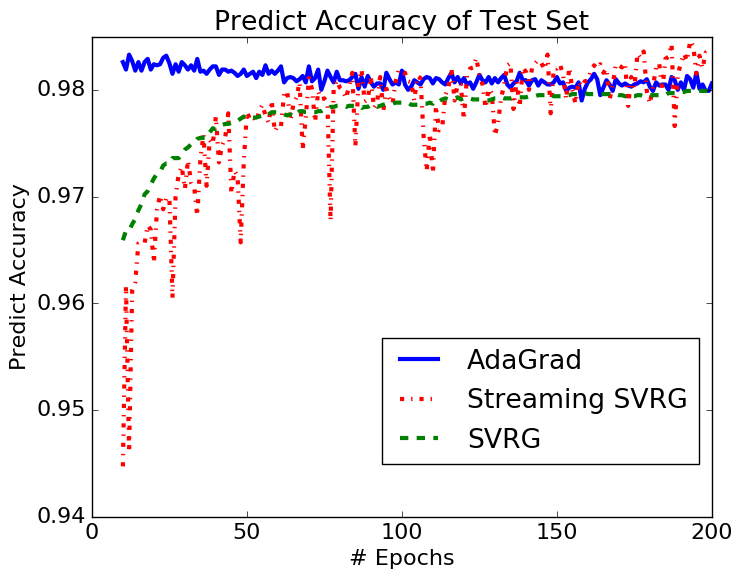 Predict Accuracy of Test Set
Predict Accuracy
0.98
0.97
0.96
0.95
0.94
AdaGrad
Streaming SVRG
SVRG
0
50
100
150
200
# Epochs